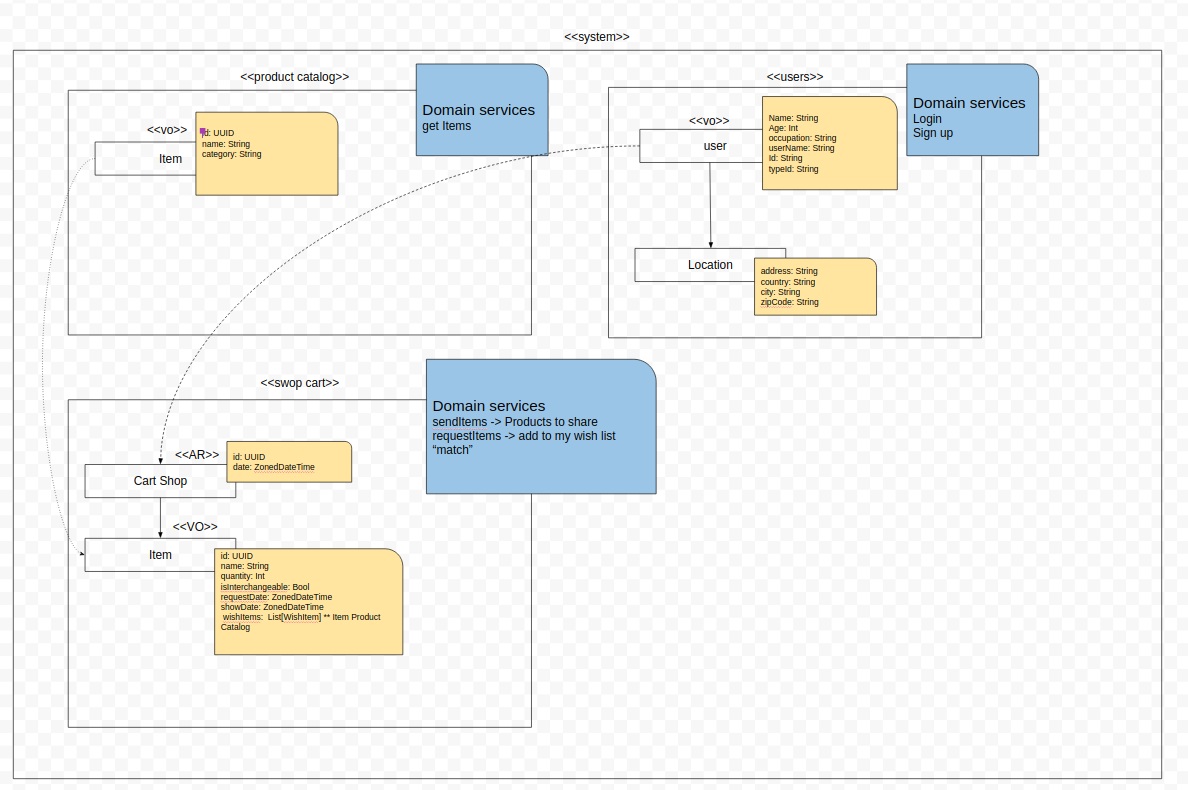 <<system>>
<<product catalog>>
Domain services
get Items
<<vo>>
Item
id: UUID
name: String
category: String
<<users>>
Domain services
Login
Sign up
<<vo>>
user
Name: String
Age: Int
occupation: String
userName: String
Id: String
typeId: String
Location
address: String
country: String
city: String
zipCode: String
<<swop cart>>
Domain services
sendItems -> Products to share
requestItems -> add to my wish list
“match”
<<AR>>
Cart Shop
id: UUID
date: ZonedDateTime
<<VO>>
Item
id: UUID
name: String
quantity: Int
isInterchangeable: Bool
requestDate: ZonedDateTime
showDate: ZonedDateTime
wishItems: List[WishItem] ** Item Product
Catalog